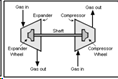 Gas in
Gas out
Expander
Compressor
Shaft
Expander
Wheel
Compressor
Wheel
Gas out
Gas in